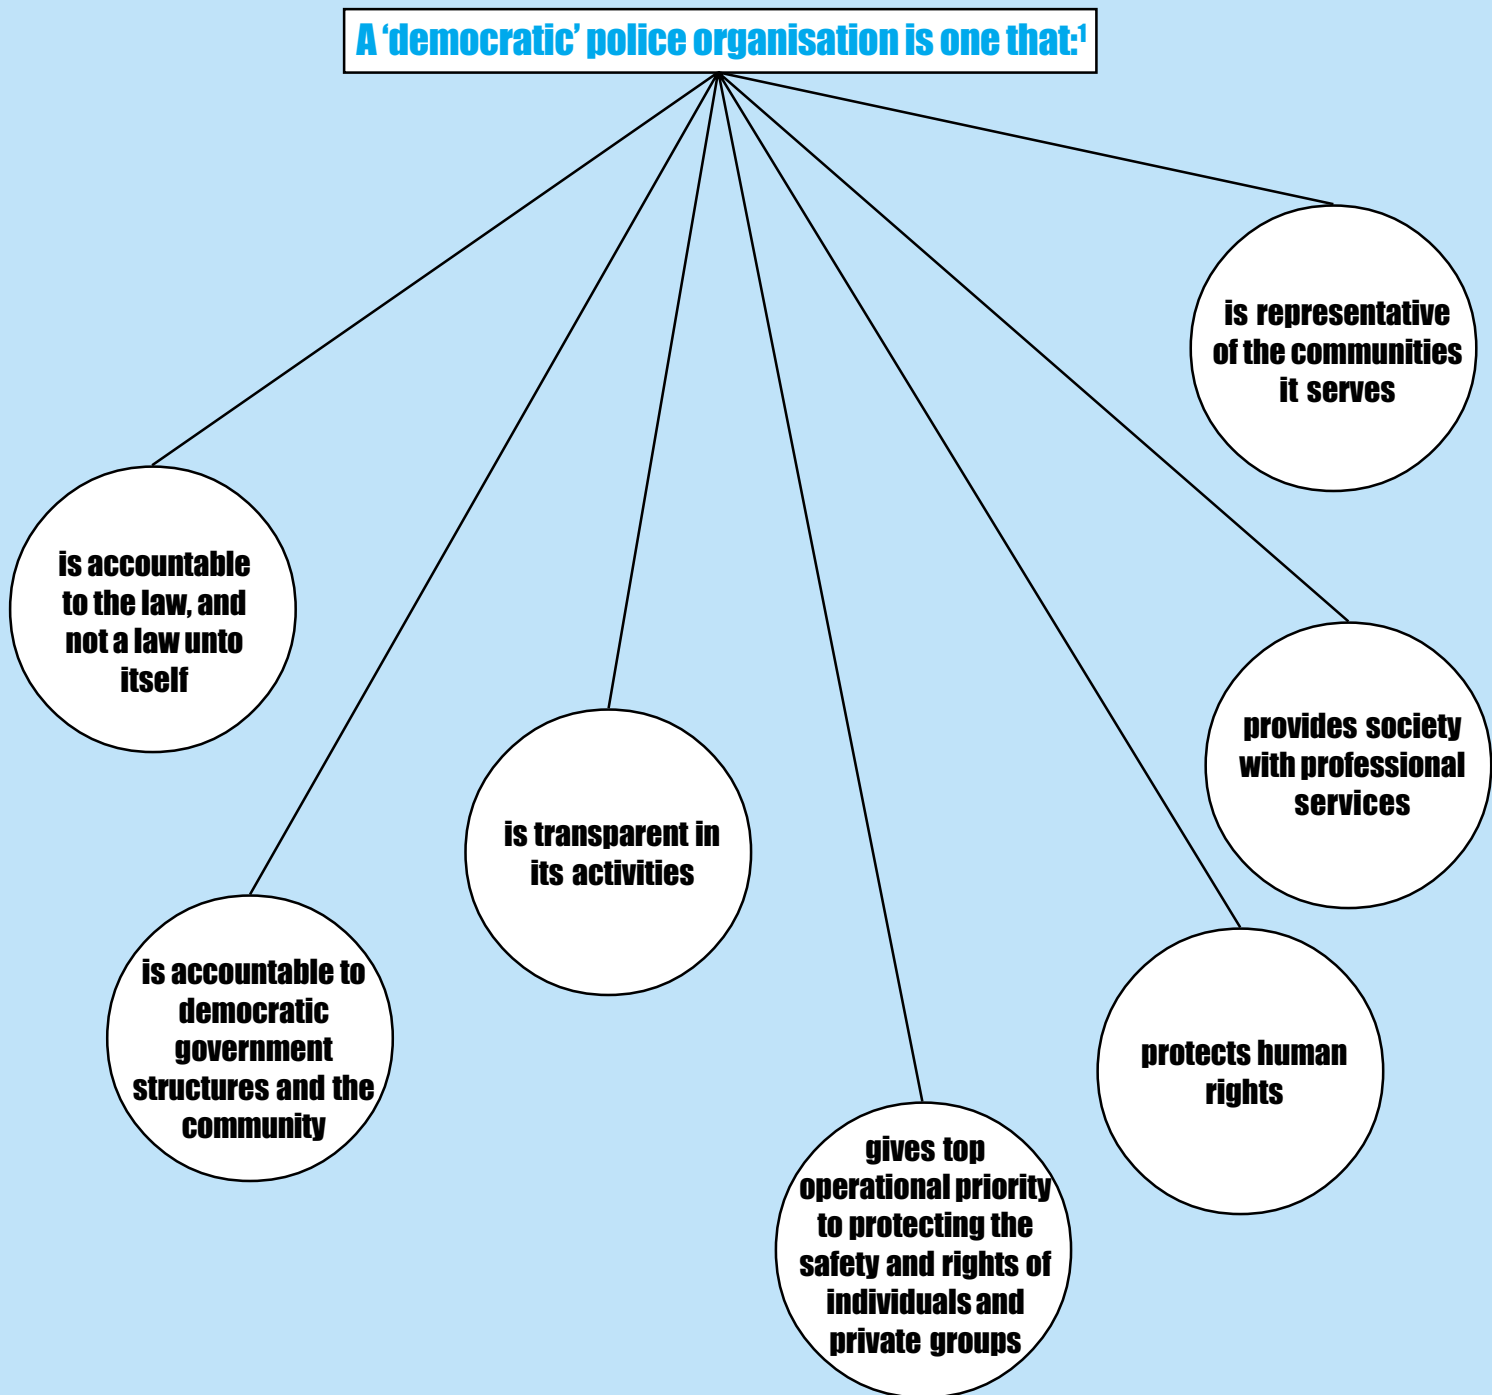 A ‘democratic’ police organisation is one that:¹
is accountable
to the law, and
not a law unto
itself
is accountable to
democratic
government
structures and the
community
is transparent in
its activities
gives top
operational priority
to protecting the
safety and rights of
individuals and
private groups
protects human
rights
provides society
with professional
services
is representative
of the communities
it serves